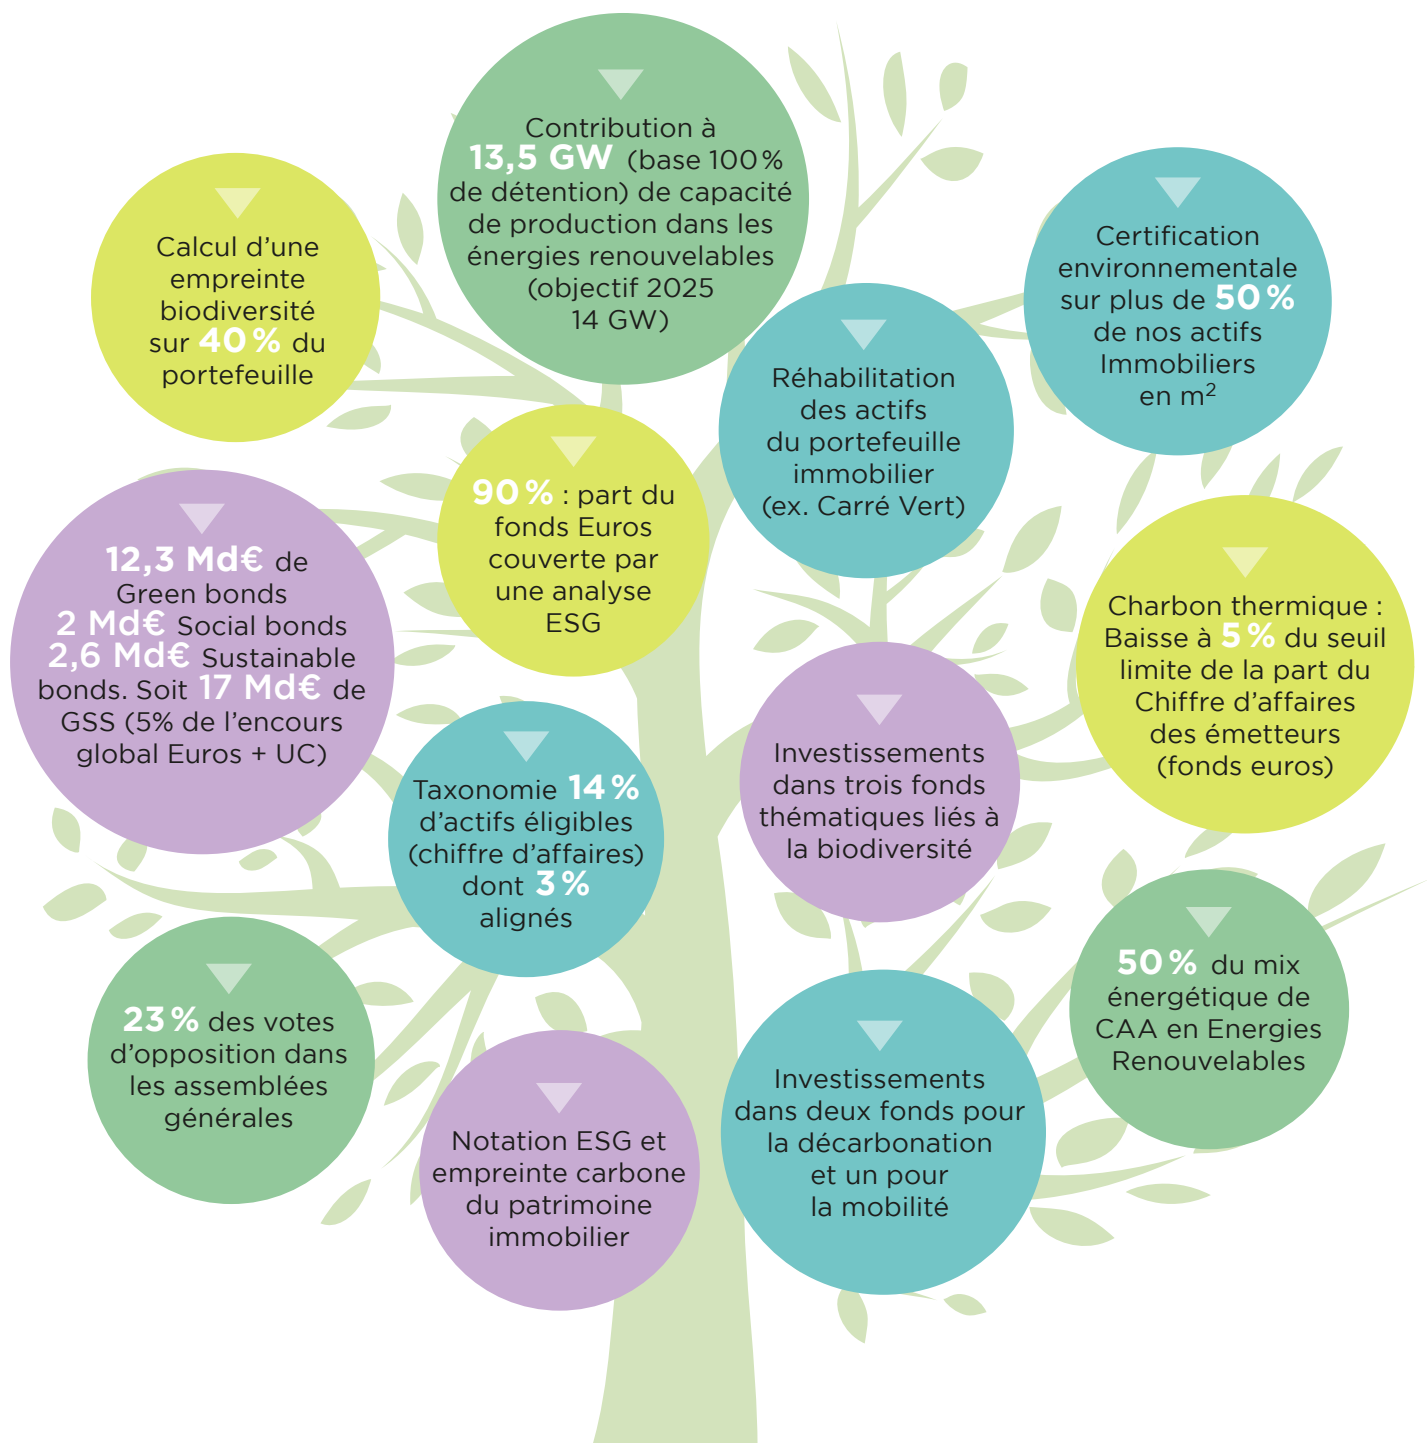 Contribution à
13,5 GW (base 100 %
de détention) de capacité
de production dans les
énergies renouvelables
(objectif 2025
14 GW)
Calcul d’une
empreinte
biodiversité
sur 40 % du
portefeuille
Certification
environnementale
sur plus de 50 %
de nos actifs
Immobiliers
en m²
Réhabilitation
des actifs
du portefeuille
immobilier
(ex. Carré Vert)
90 % : part du
fonds Euros
couverte par
une analyse
ESG
12,3 Md€ de
Green bonds
2 Md€ Social bonds
2,6 Md€ Sustainable
bonds. Soit 17 Md€ de
GSS (5% de l’encours
global Euros + UC)
Charbon thermique :
Baisse à 5 % du seuil
limite de la part du
Chiffre d’affaires
des émetteurs
(fonds euros)
Taxonomie 14 %
d’actifs éligibles
(chiffre d’affaires)
dont 3 %
alignés
Investissements
dans trois fonds
thématiques liés à
la biodiversité
23 % des votes
d’opposition dans
les assemblées
générales
50 % du mix
énergétique de
CAA en Energies
Renouvelables
Notation ESG et
empreinte carbone
du patrimoine
immobilier
Investissements
dans deux fonds pour
la décarbonation
et un pour
la mobilité